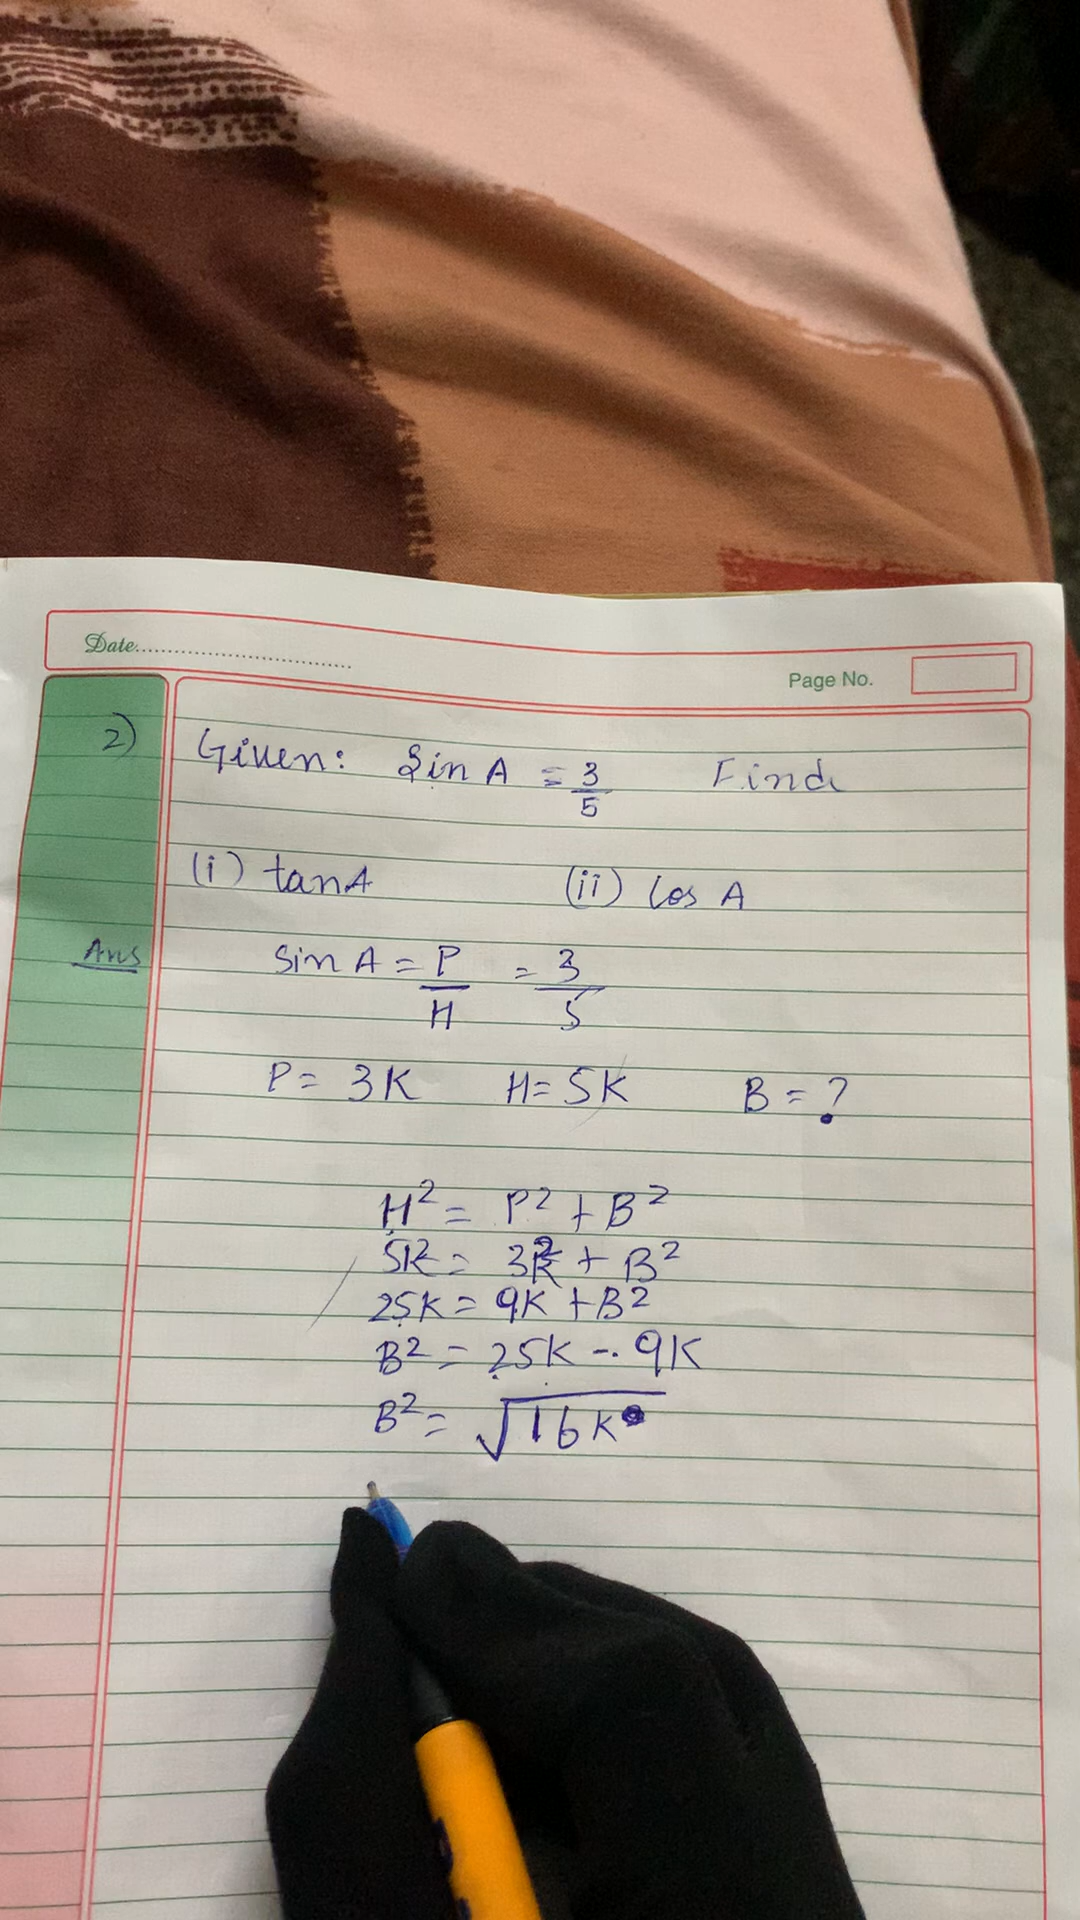 Date..............................
Page No.
2) Given: Sin A = 3/5 Find
(i) tanA (ii) Cos A
Ans Sin A = P/H = 3/5
P = 3K H = 5K B = ?
H² = P² + B²
5K² = 3K² + B²
25K = 9K + B²
B² = 25K - 9K
B² = √16K